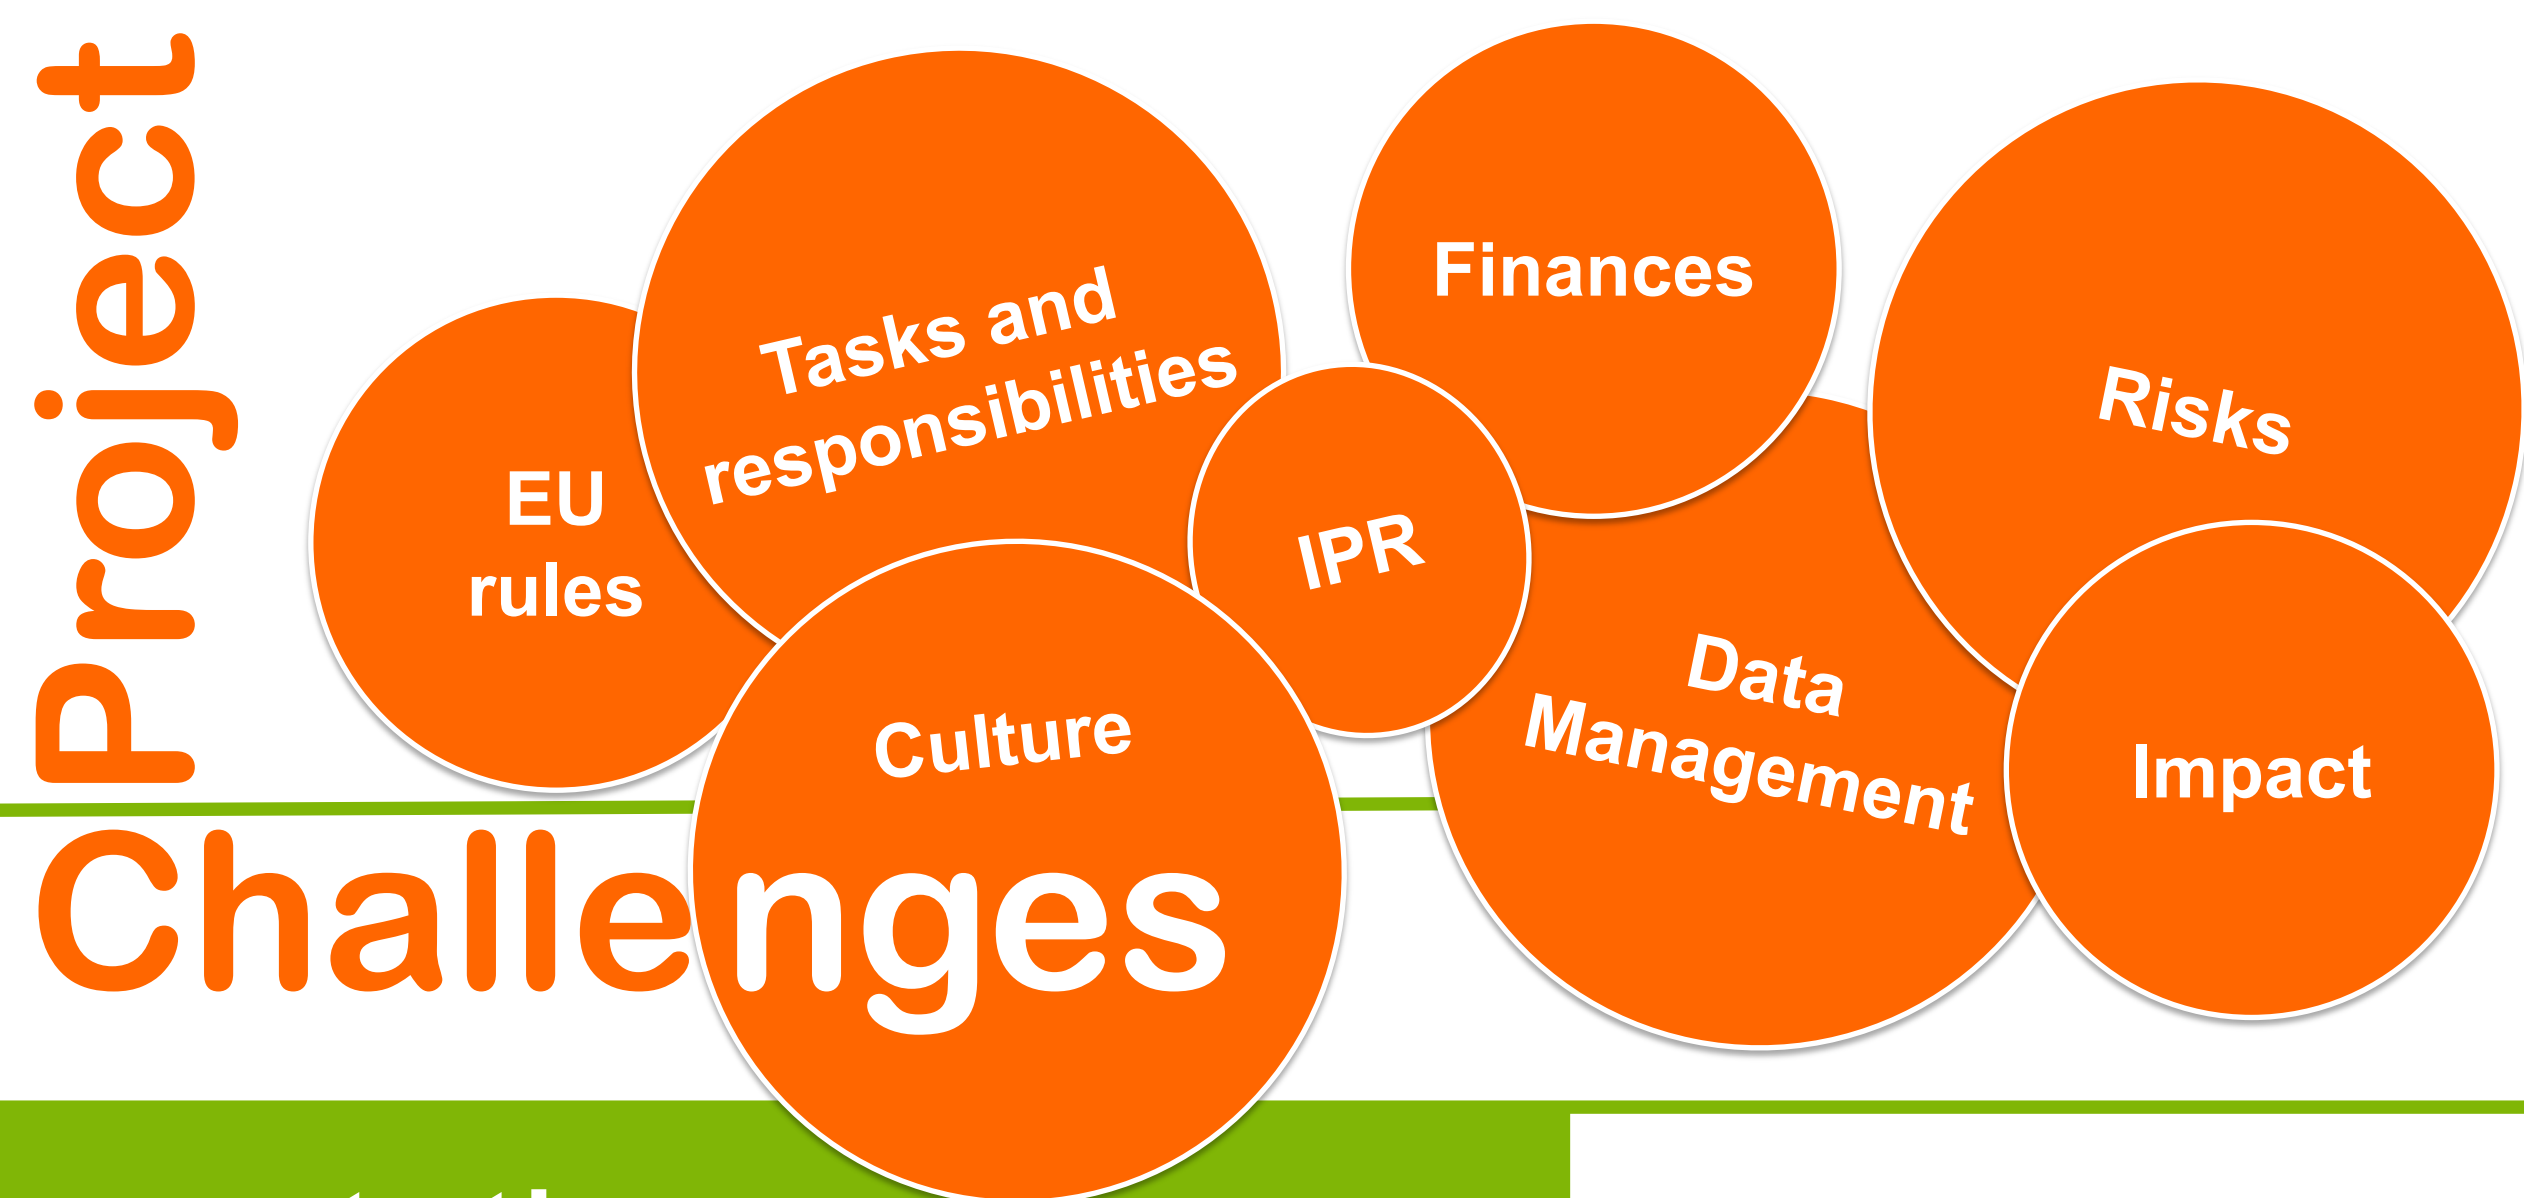 Project
Challenges
EU
rules
Tasks and
responsibilities
Finances
IPR
Risks
Culture
Data
Management
Impact